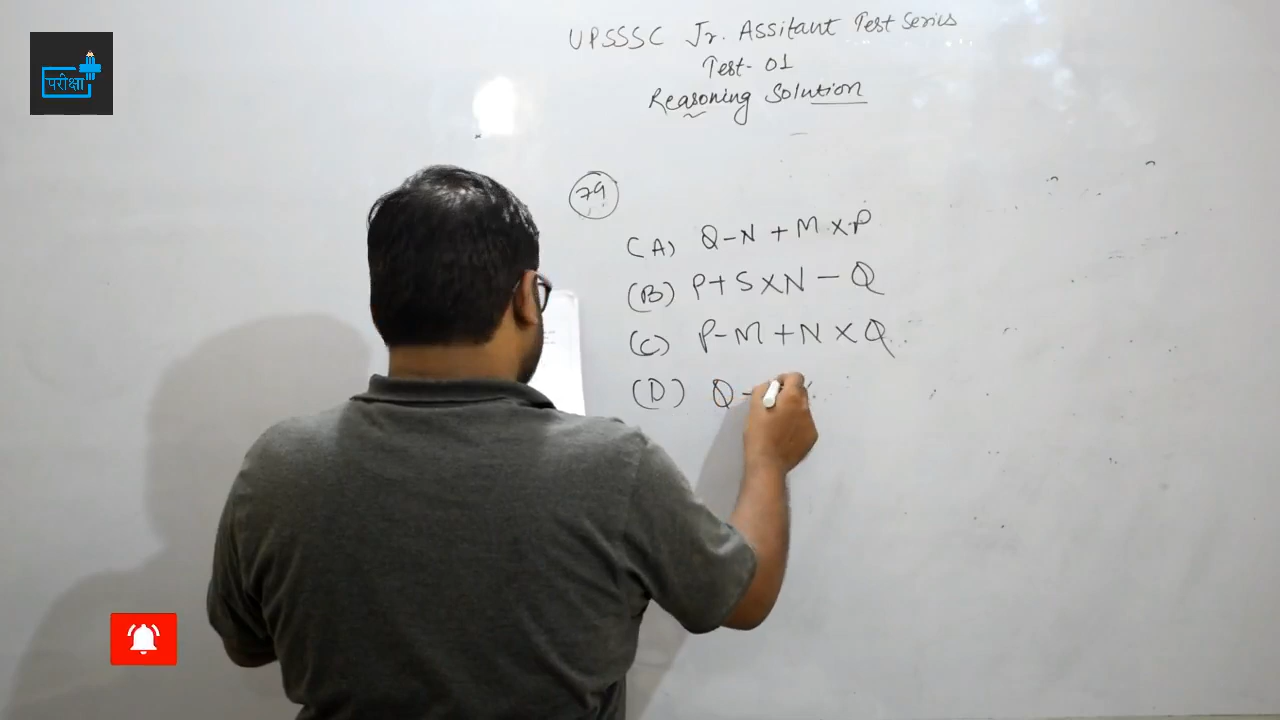 परीक्षा
UPSSSC Jr. Assitant Test Series
Test- 01
Reasoning Solution
79
(A) Q-N + M × P
(B) P + S × N - Q
(C) P - M + N × Q
(D) Q -